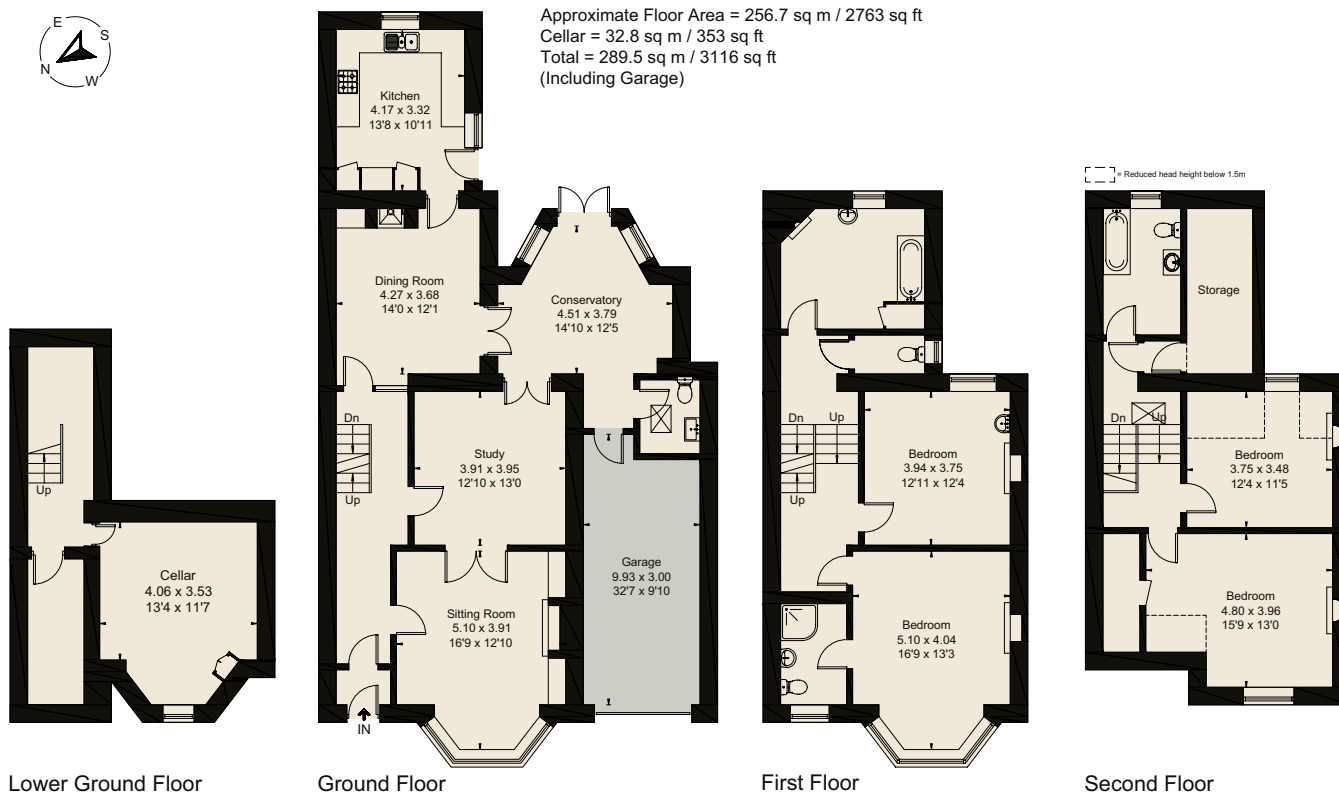 Approximate Floor Area = 256.7 sq m / 2763 sq ft
Cellar = 32.8 sq m / 353 sq ft
Total = 289.5 sq m / 3116 sq ft
(Including Garage)
E
S
N
W
Kitchen
4.17 x 3.32
13'8 x 10'11
= Reduced head height below 1.5m
Dining Room
4.27 x 3.68
14'0 x 12'1
Conservatory
4.51 x 3.79
14'10 x 12'5
Storage
Up
Cellar
4.06 x 3.53
13'4 x 11'7
Dn
Up
Study
3.91 x 3.95
12'10 x 13'0
Sitting Room
5.10 x 3.91
16'9 x 12'10
Garage
9.93 x 3.00
32'7 x 9'10
IN
Dn
Up
Up
Bedroom
3.94 x 3.75
12'11 x 12'4
Bedroom
5.10 x 4.04
16'9 x 13'3
Dn
Up
Bedroom
3.75 x 3.48
12'4 x 11'5
Bedroom
4.80 x 3.96
15'9 x 13'0
Lower Ground Floor
Ground Floor
First Floor
Second Floor